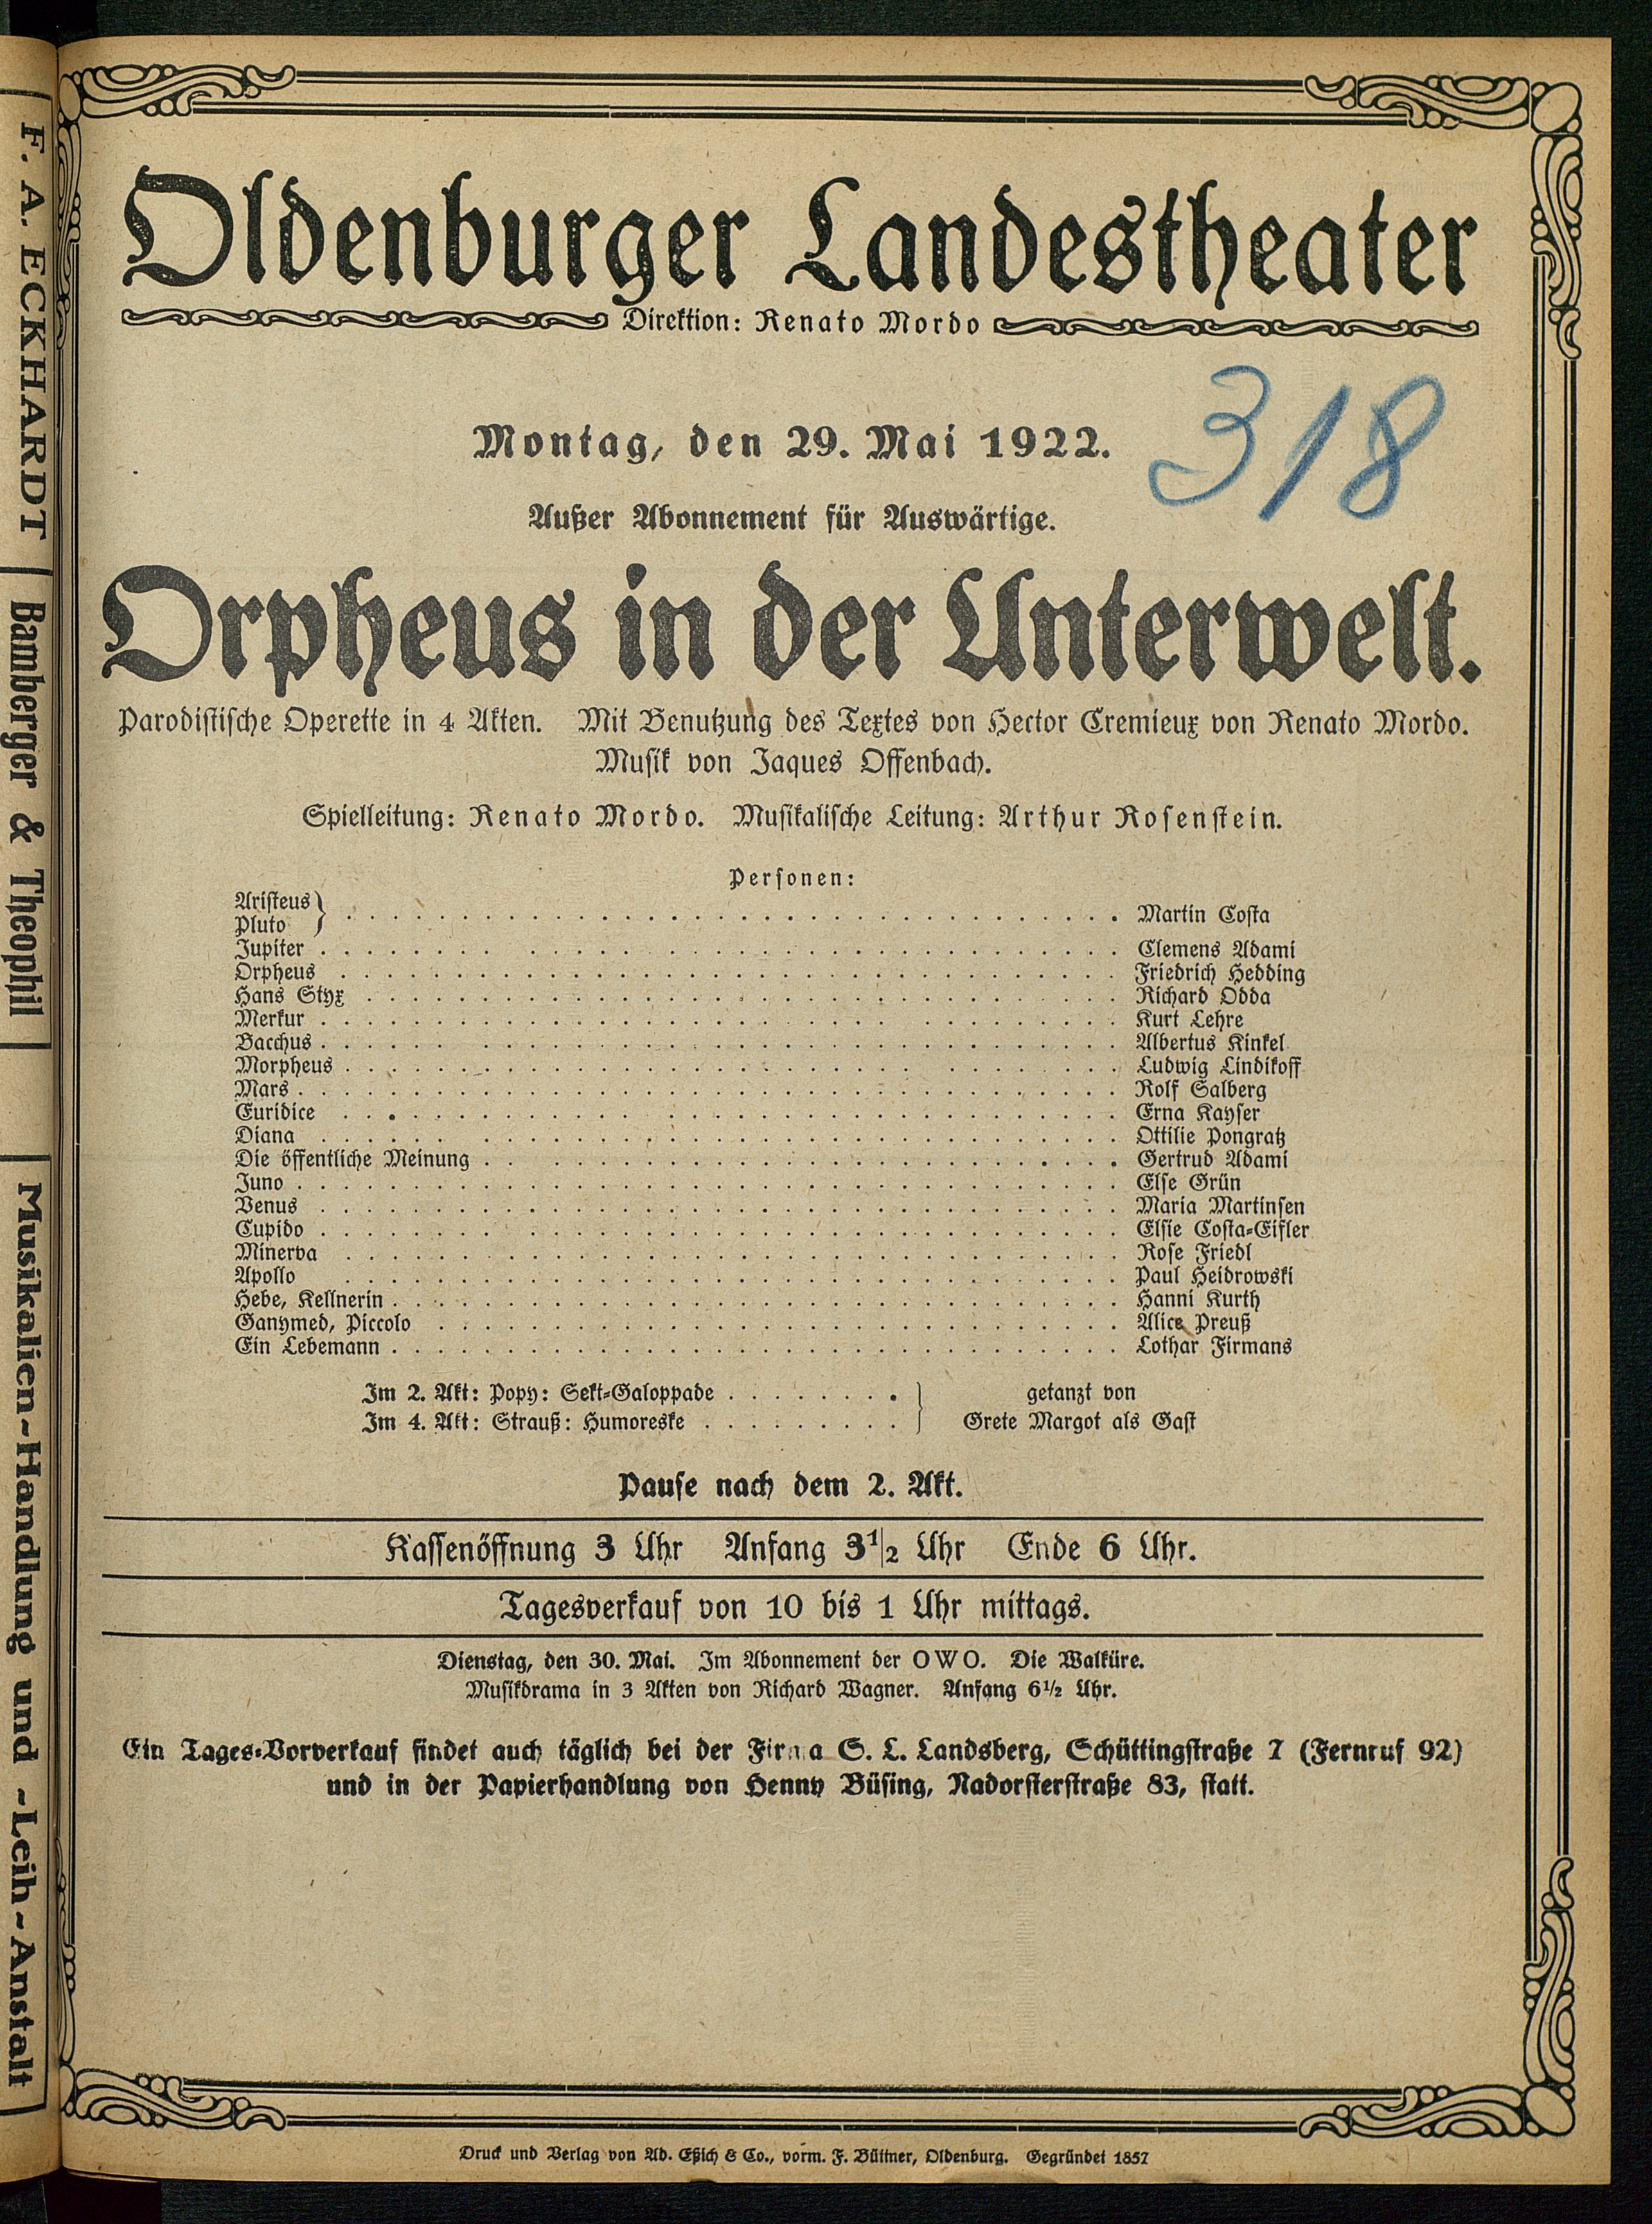 Oldenburger Landestheater
Direktion: Renato Mordo
318
Montag, den 29. Mai 1922.
Außer Abonnement für Auswärtige.
Orpheus in der Unterwelt.
Parodistische Operette in 4 Akten. Mit Benutzung des Textes von Hector Cremieux von Renato Mordo.
Musik von Jaques Offenbach.
Spielleitung: Renato Mordo. Musikalische Leitung: Arthur Rosenstein.
Personen:
Aristeus
Pluto } . . . Martin Costa
Jupiter . . . Clemens Adami
Orpheus . . . Friedrich Hedding
Hans Styx . . . Richard Odda
Merkur . . . Kurt Lehre
Bacchus . . . Albertus Kinkel
Morpheus . . . Ludwig Lindikoff
Mars . . . Rolf Salberg
Euridice . . . Erna Kayser
Diana . . . Ottilie Pongratz
Die öffentliche Meinung . . . Gertrud Adami
Juno . . . Else Grün
Venus . . . Maria Martinsen
Cupido . . . Elsie Costa-Eifler
Minerva . . . Rose Friedl
Apollo . . . Paul Heidrowski
Hebe, Kellnerin . . . Hanni Kurth
Ganymed, Piccolo . . . Alice Preuß
Ein Lebemann . . . Lothar Firmans
Im 2. Akt: Popy: Sekt-Galoppade . . . } getanzt von
Im 4. Akt: Strauß: Humoreske . . . Grete Margot als Gast
Pause nach dem 2. Akt.
Kassenöffnung 3 Uhr Anfang 3 1/2 Uhr Ende 6 Uhr.
Tagesverkauf von 10 bis 1 Uhr mittags.
Dienstag, den 30. Mai. Im Abonnement der OWO. Die Walküre.
Musikdrama in 3 Akten von Richard Wagner. Anfang 6 1/2 Uhr.
Ein Tages-Vorverkauf findet auch täglich bei der Firma S. L. Landsberg, Schüttingstraße 7 (Fernruf 92)
und in der Papierhandlung von Henny Büsing, Nadorsterstraße 83, statt.
Druck und Verlag von Ad. Eßich & Co., vorm. F. Büttner, Oldenburg. Gegründet 1857
F. A. ECKHARDT
Bamberger & Theophil
Musikalien-Handlung und -Leih-Anstalt